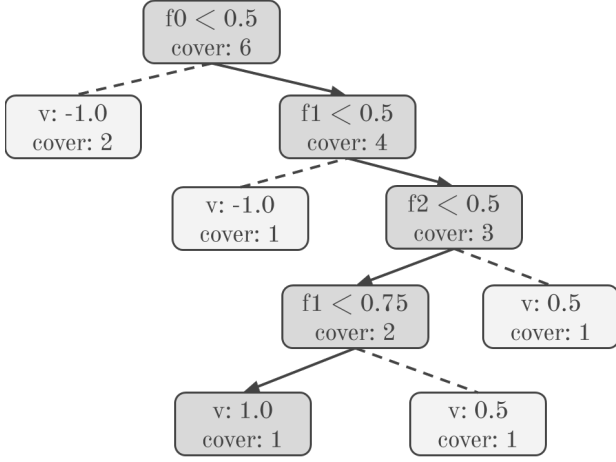 f0 < 0.5
cover: 6
v: -1.0
cover: 2
f1 < 0.5
cover: 4
v: -1.0
cover: 1
f2 < 0.5
cover: 3
f1 < 0.75
cover: 2
v: 0.5
cover: 1
v: 1.0
cover: 1
v: 0.5
cover: 1